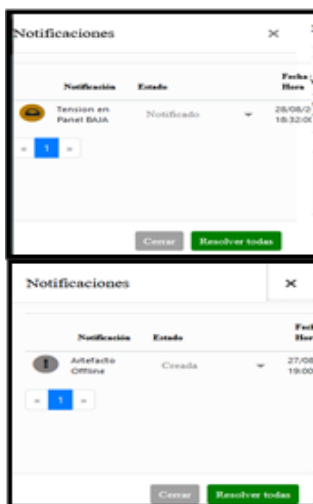 Notificaciones ×
Notificación Estado Fecha
Hora
Tension en Notificado 28/08/2
Panel BAJA 18:32:00
« 1 »
Cerrar Resolver todas
Notificaciones ×
Notificación Estado Fech
Hor
Artefacto Creada 27/08
Offline 19:00
« 1 »
Cerrar Resolver todas